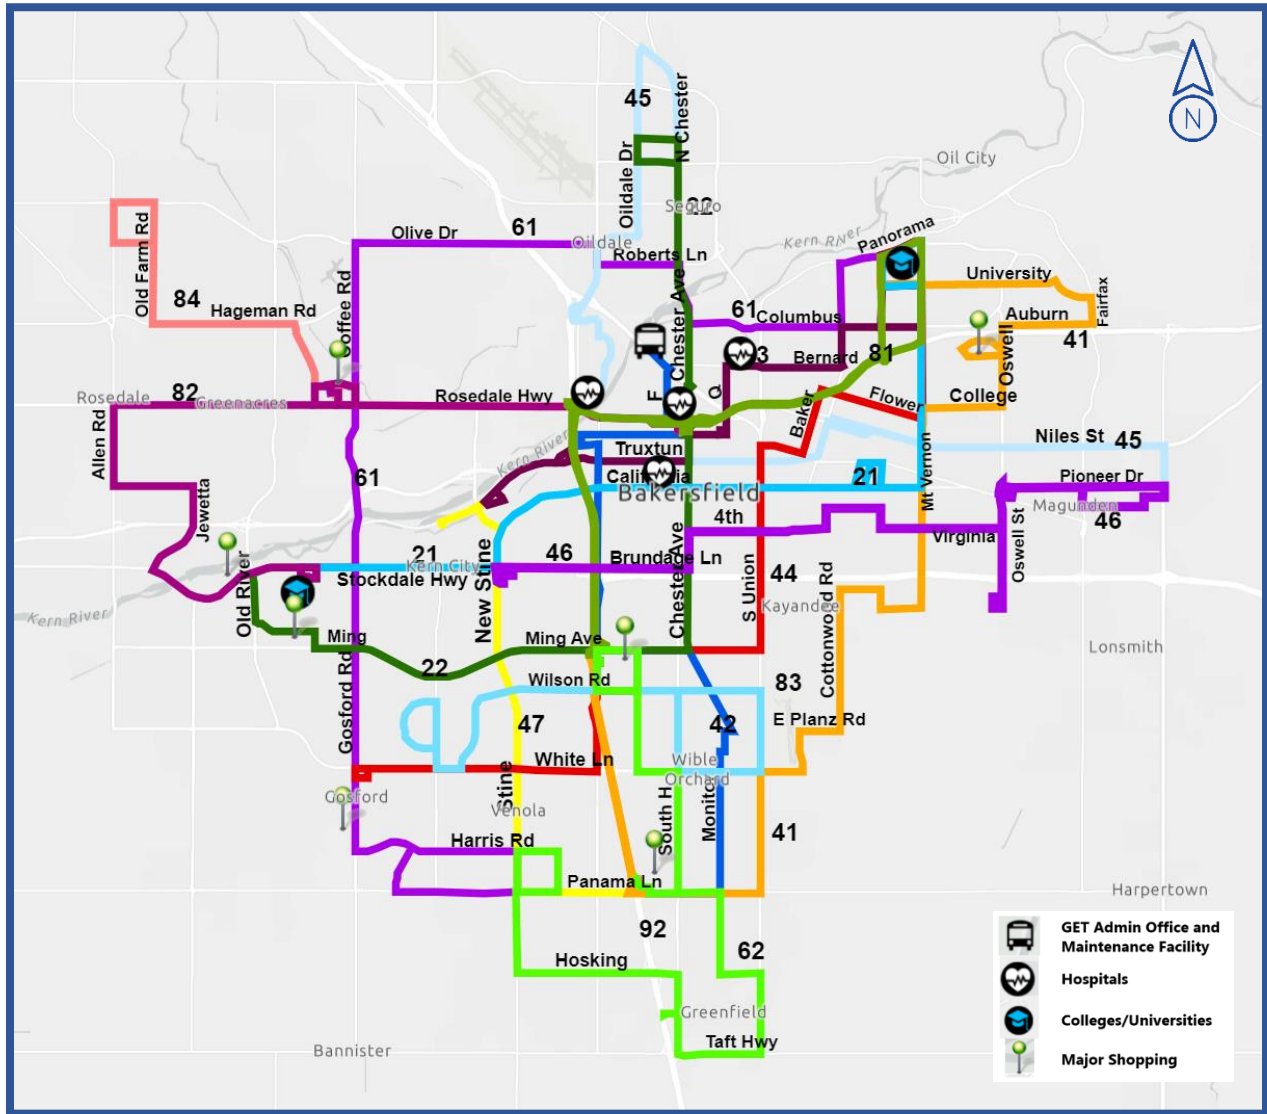 45
N Chester
Oil City
Oildale Dr
Seguro
22
Old Farm Rd
Olive Dr
61
Oildale
Kern River
Panorama
Roberts Ln
University
84
Hageman Rd
Coffee Rd
Chester Ave
61
Columbus
Auburn
Fairfax
41
3
Bernard
81
Oswell
Rosedale
82
Greenacres
Rosedale Hwy
F
Q
Baker
Flower
College
Allen Rd
Kern River
Truxtun
Mt Vernon
Niles St
45
61
California
21
Pioneer Dr
Bakersfield
Magunden
46
Jewetta
4th
Virginia
Oswell St
21
Kern City
Stockdale Hwy
46
Brundage Ln
New Stine
Chester Ave
S Union
44
Kayandee
Cottonwood Rd
Kern River
Old River
Ming
Ming Ave
Lonsmith
22
Wilson Rd
83
Gosford Rd
47
42
E Planz Rd
White Ln
Wible
Orchard
Stine
Gosford
Venola
South H
Monitor
41
Harris Rd
Panama Ln
Harpertown
92
62
Hosking
Greenfield
Taft Hwy
Bannister
N
GET Admin Office and
Maintenance Facility
Hospitals
Colleges/Universities
Major Shopping